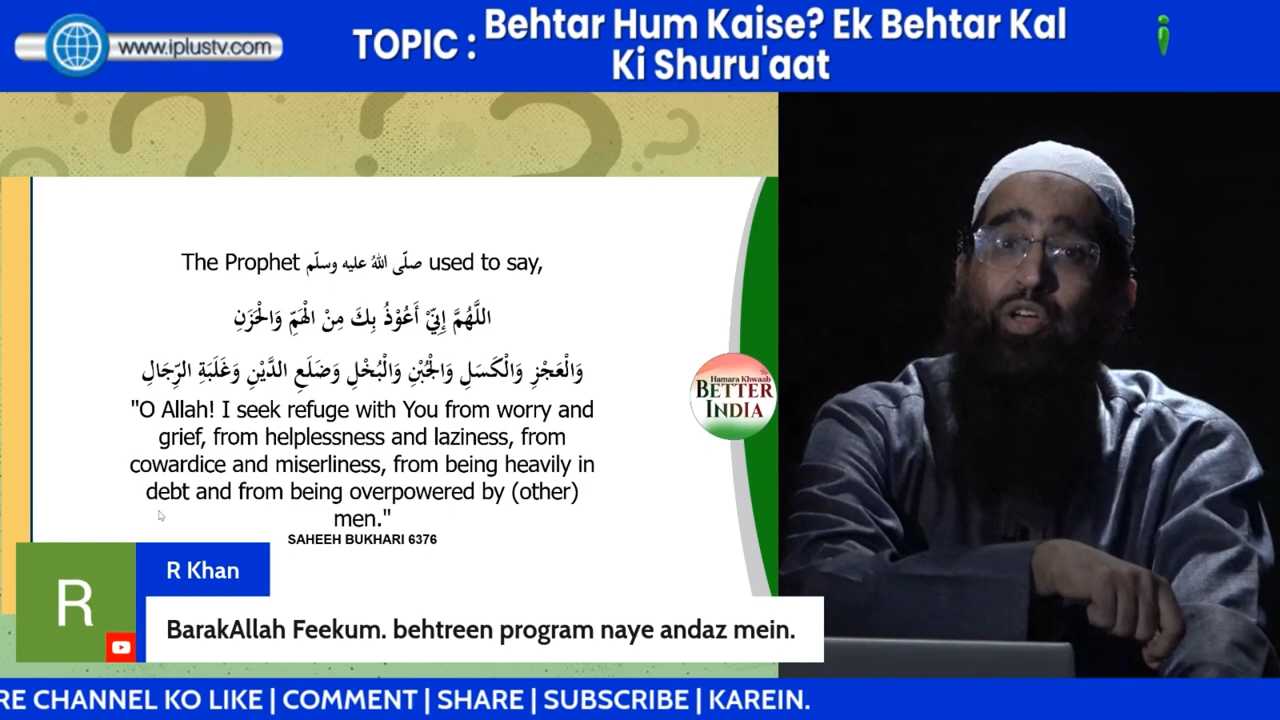 www.iplustv.com
TOPIC : Behtar Hum Kaise? Ek Behtar Kal
Ki Shuru'aat
The Prophet صلّى اللهُ عليه وسلّم used to say,
اللَّهُمَّ إِنِّيْ أَعُوْذُ بِكَ مِنْ الْهَمِّ وَالْحَزَنِ
وَالْعَجْزِ وَالْكَسَلِ وَالْجُبْنِ وَالْبُخْلِ وَضَلَعِ الدَّيْنِ وَغَلَبَةِ الرِّجَالِ
"O Allah! I seek refuge with You from worry and
grief, from helplessness and laziness, from
cowardice and miserliness, from being heavily in
debt and from being overpowered by (other)
men."
SAHEEH BUKHARI 6376
Hamara Khwaab
BETTER
INDIA
R
R Khan
BarakAllah Feekum. behtreen program naye andaz mein.
RE CHANNEL KO LIKE | COMMENT | SHARE | SUBSCRIBE | KAREIN.